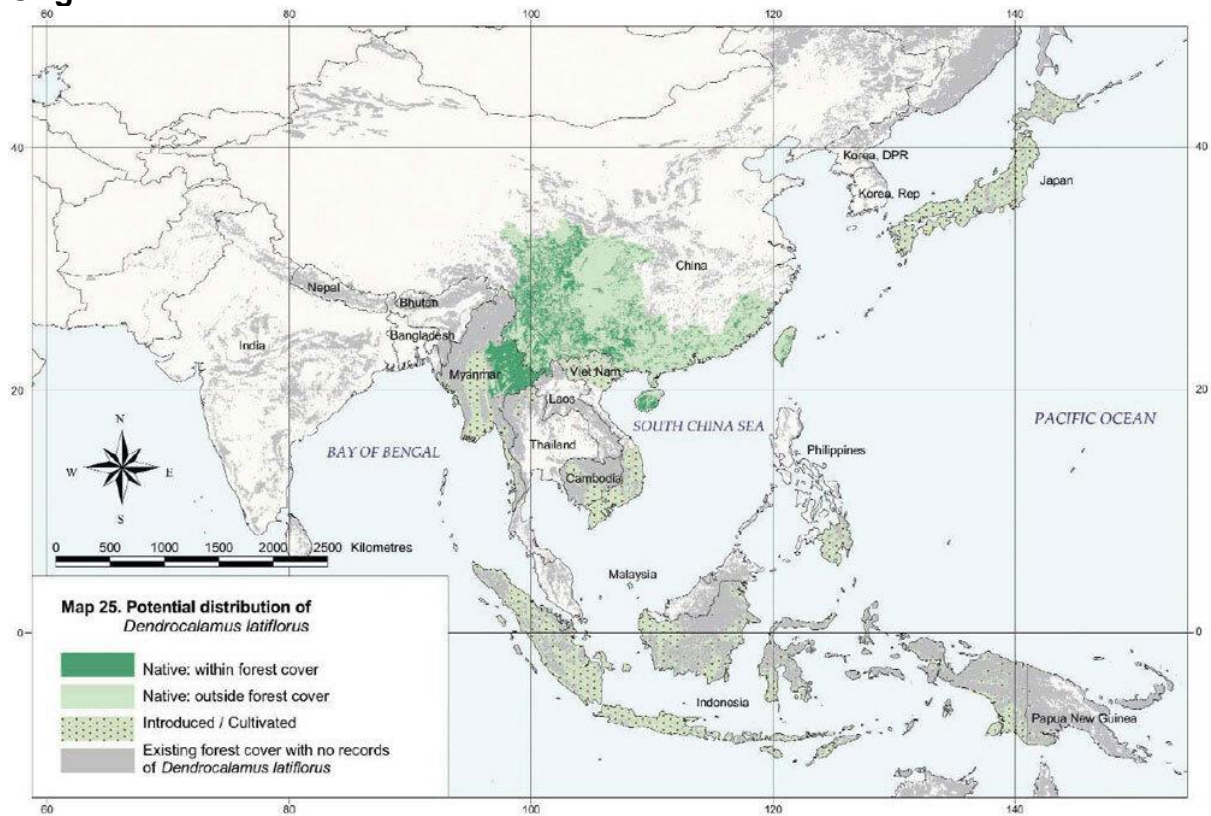 60 80 100 120 140
40 40
Korea, DPR
Korea, Rep
Japan
China
Nepal
Bhutan
Bangladesh
India
Myanmar
Viet Nam
20 20
Laos
N
W E
S
BAY OF BENGAL
SOUTH CHINA SEA
PACIFIC OCEAN
Thailand
Philippines
Cambodia
0 500 1000 1500 2000 2500 Kilometres
Malaysia
Map 25. Potential distribution of
Dendrocalamus latiflorus
0 0
Native: within forest cover
Native: outside forest cover
Introduced / Cultivated
Existing forest cover with no records
of Dendrocalamus latiflorus
Indonesia
Papua New Guinea
60 80 100 120 140